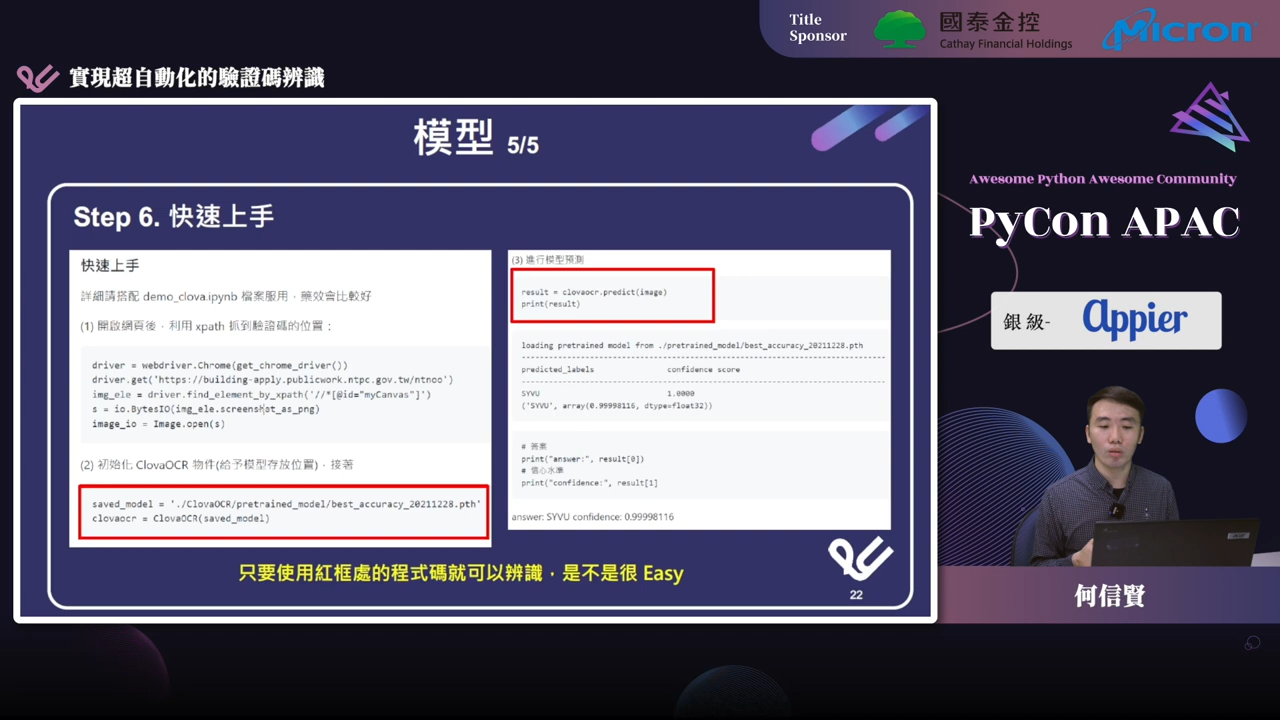 Title
Sponsor
國泰金控
Cathay Financial Holdings
Micron
實現超自動化的驗證碼辨識
模型 5/5
Step 6. 快速上手
快速上手
詳細請搭配 demo_clova.ipynb 檔案服用，藥效會比較好
(1) 開啟網頁後，利用 xpath 抓到驗證碼的位置：
driver = webdriver.Chrome(get_chrome_driver())
driver.get('https://building-apply.publicwork.ntpc.gov.tw/ntnoo')
img_ele = driver.find_element_by_xpath('//*[@id="myCanvas"]')
s = io.BytesIO(img_ele.screenshot_as_png)
image_io = Image.open(s)
(2) 初始化 ClovaOCR 物件(給予模型存放位置)，接著
saved_model = './ClovaOCR/pretrained_model/best_accuracy_20211228.pth'
clovaocr = ClovaOCR(saved_model)
(3) 進行模型預測
result = clovaocr.predict(image)
print(result)
loading pretrained model from ./pretrained_model/best_accuracy_20211228.pth
predicted_labels confidence score
SYVU 1.0000
('SYVU', array(0.99998116, dtype=float32))
# 答案
print("answer:", result[0])
# 信心水準
print("confidence:", result[1]
answer: SYVU confidence: 0.99998116
只要使用紅框處的程式碼就可以辨識，是不是很 Easy
22
Awesome Python Awesome Community
PyCon APAC
銀級-
Appier
acer
何信賢